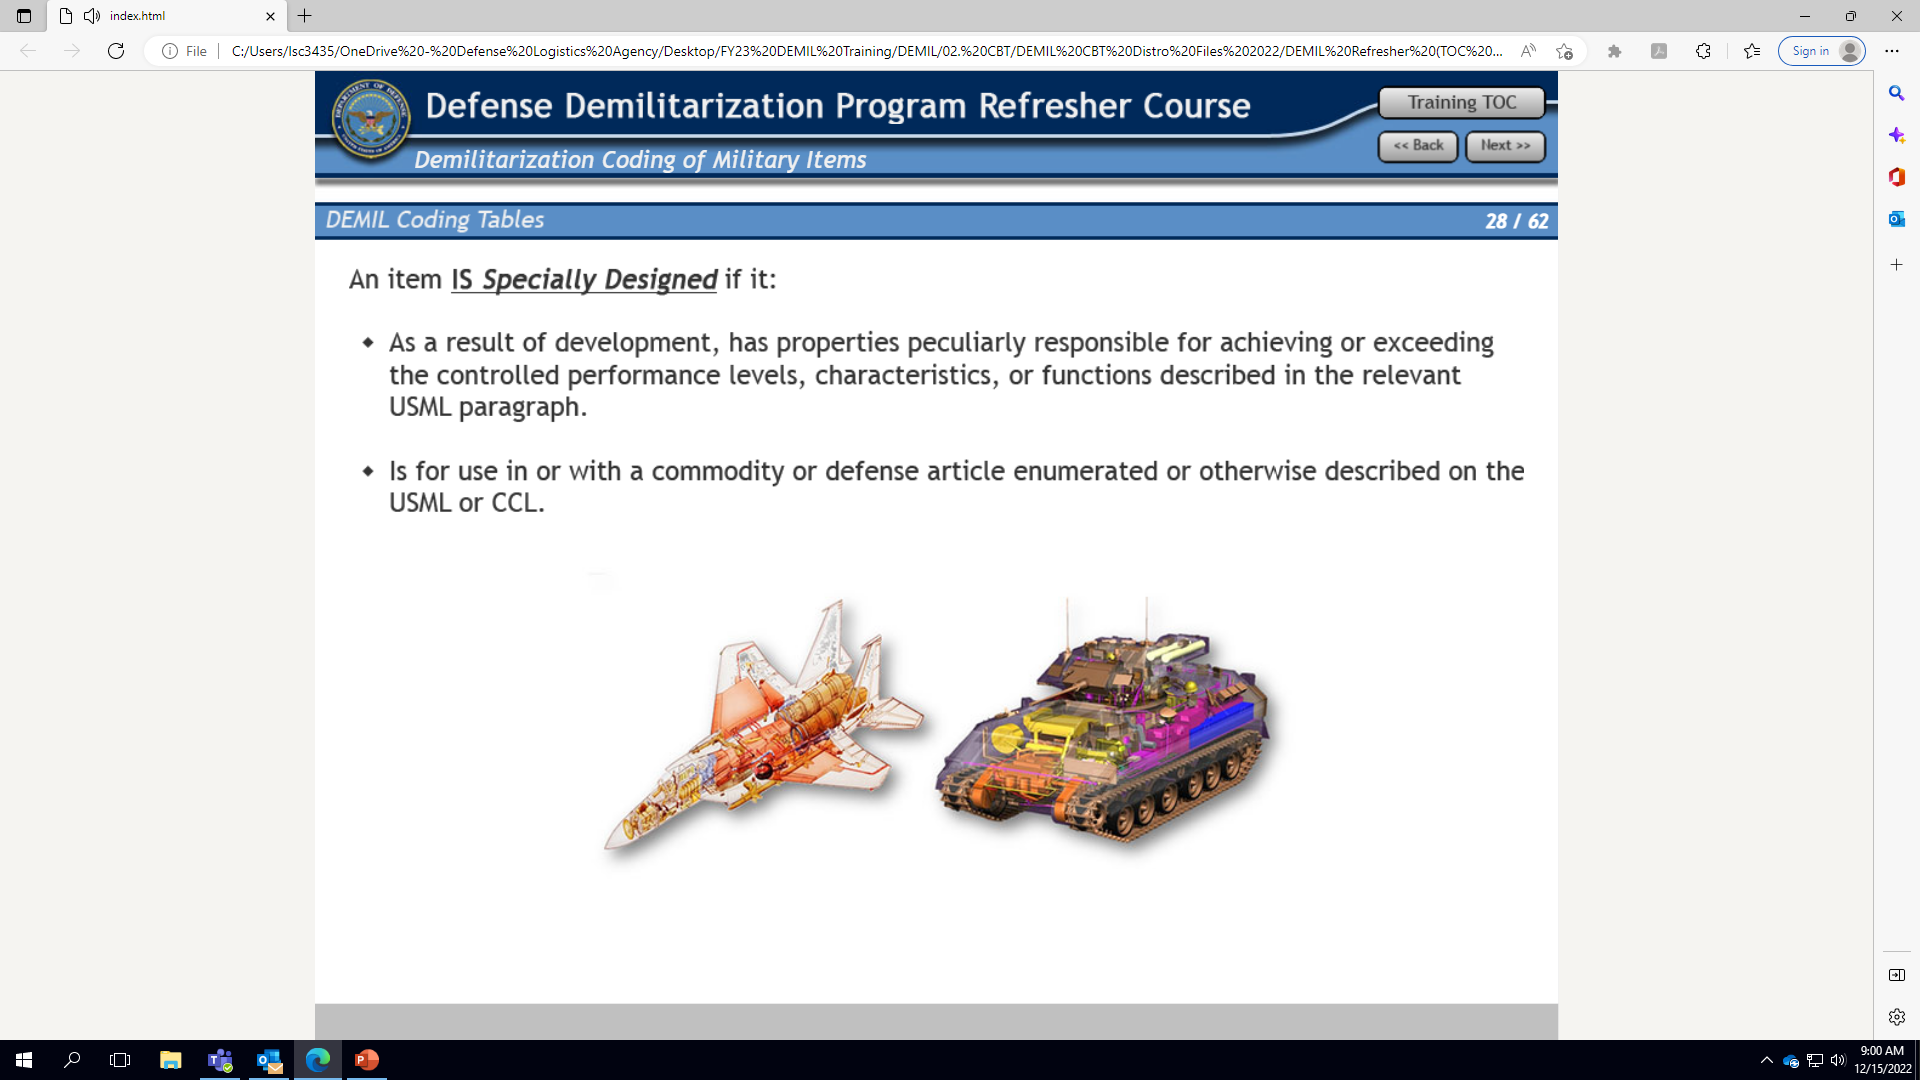 index.html
File
C:/Users/lsc3435/OneDrive%20-%20Defense%20Logistics%20Agency/Desktop/FY23%20DEMIL%20Training/DEMIL/02.%20CBT/DEMIL%20CBT%20Distro%20Files%202022/DEMIL%20Refresher%20(TOC%20...
Sign in
Defense Demilitarization Program Refresher Course
Training TOC
<< Back
Next >>
Demilitarization Coding of Military Items
DEMIL Coding Tables
28 / 62
An item IS Specially Designed if it:
As a result of development, has properties peculiarly responsible for achieving or exceeding
the controlled performance levels, characteristics, or functions described in the relevant
USML paragraph.
Is for use in or with a commodity or defense article enumerated or otherwise described on the
USML or CCL.
9:00 AM
12/15/2022